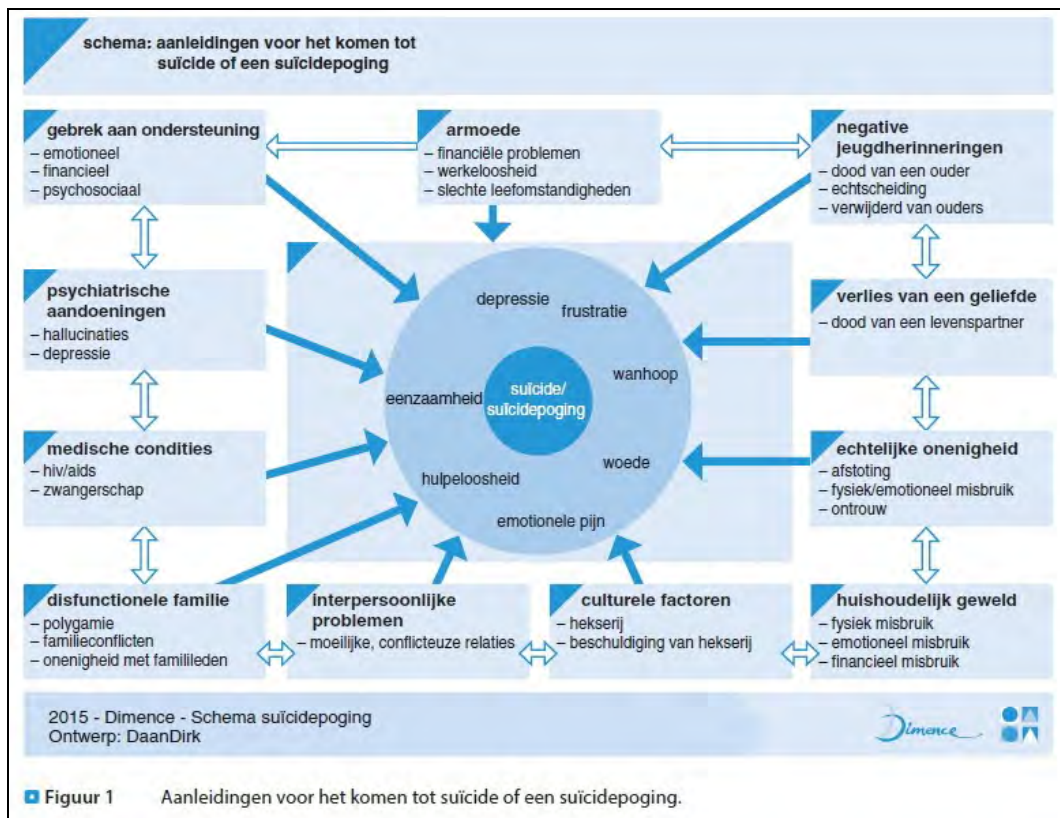 schema: aanleidingen voor het komen tot
suïcide of een suïcidepoging
gebrek aan ondersteuning
– emotioneel
– financieel
– psychosociaal
armoede
– financiële problemen
– werkeloosheid
– slechte leefomstandigheden
negative
jeugdherinneringen
– dood van een ouder
– echtscheiding
– verwijderd van ouders
psychiatrische
aandoeningen
– hallucinaties
– depressie
depressie
frustratie
wanhoop
eenzaamheid
suïcide/
suïcidepoging
woede
hulpeloosheid
emotionele pijn
verlies van een geliefde
– dood van een levenspartner
medische condities
– hiv/aids
– zwangerschap
echtelijke onenigheid
– afstoting
– fysiek/emotioneel misbruik
– ontrouw
disfunctionele familie
– polygamie
– familieconflicten
– onenigheid met familileden
interpersoonlijke
problemen
– moeilijke, conflicteuze relaties
culturele factoren
– hekserij
– beschuldiging van hekserij
huishoudelijk geweld
– fysiek misbruik
– emotioneel misbruik
– financieel misbruik
2015 - Dimence - Schema suïcidepoging
Ontwerp: DaanDirk
Dimence
Figuur 1 Aanleidingen voor het komen tot suïcide of een suïcidepoging.